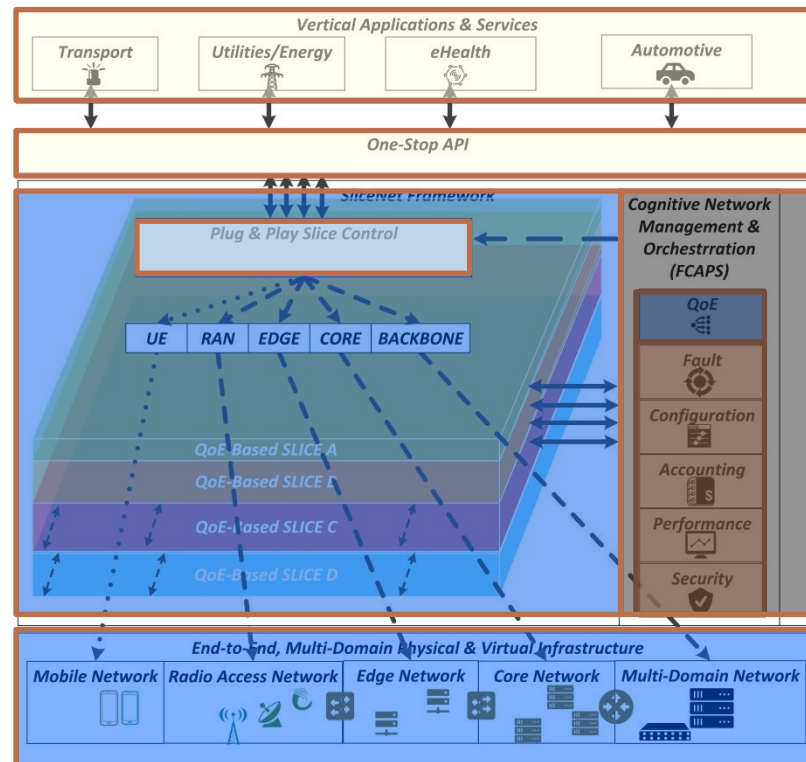 Vertical Applications & Services
Transport
Utilities/Energy
eHealth
Automotive
One-Stop API
SliceNet Framework
Cognitive Network
Management &
Orchestrration
(FCAPS)
Plug & Play Slice Control
UE
RAN
EDGE
CORE
BACKBONE
QoE
Fault
Configuration
Accounting
Performance
Security
QoE-Based SLICE A
QoE-Based SLICE
QoE-Based SLICE C
QoE-Based SLICE D
End-to-End, Multi-Domain Physical & Virtual Infrastructure
Mobile Network
Radio Access Network
Edge Network
Core Network
Multi-Domain Network